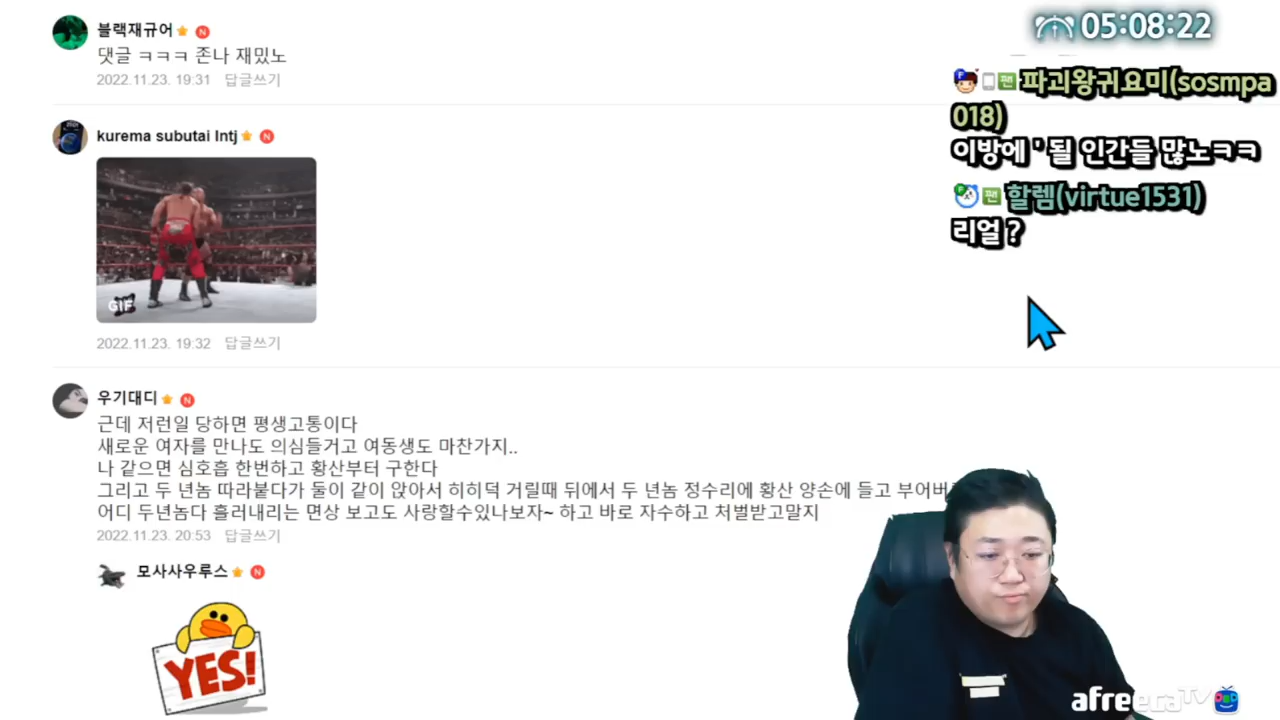 블랙재규어 N
댓글 ㅋㅋㅋ 존나 재밌노
2022.11.23. 19:31 답글쓰기
kurema subutai Intj N
GIF
2022.11.23. 19:32 답글쓰기
우기대디 N
근데 저런일 당하면 평생고통이다
새로운 여자를 만나도 의심들거고 여동생도 마찬가지..
나 같으면 심호흡 한번하고 황산부터 구한다
그리고 두 년놈 따라붙다가 둘이 같이 앉아서 히히덕 거릴때 뒤에서 두 년놈 정수리에 황산 양손에 들고
어디 두년놈다 흘러내리는 면상 보고도 사랑할수있나보자~ 하고 바로 자수하고 처벌받고말지
2022.11.23. 20:53 답글쓰기
모사사우루스 N
YES!
05:08:22
팬 파괴왕귀요미(sosmpa
018)
이방에 ' 될 인간들 많노ㅋㅋ
팬 할렘(virtue1531)
리얼?
afreecaTV